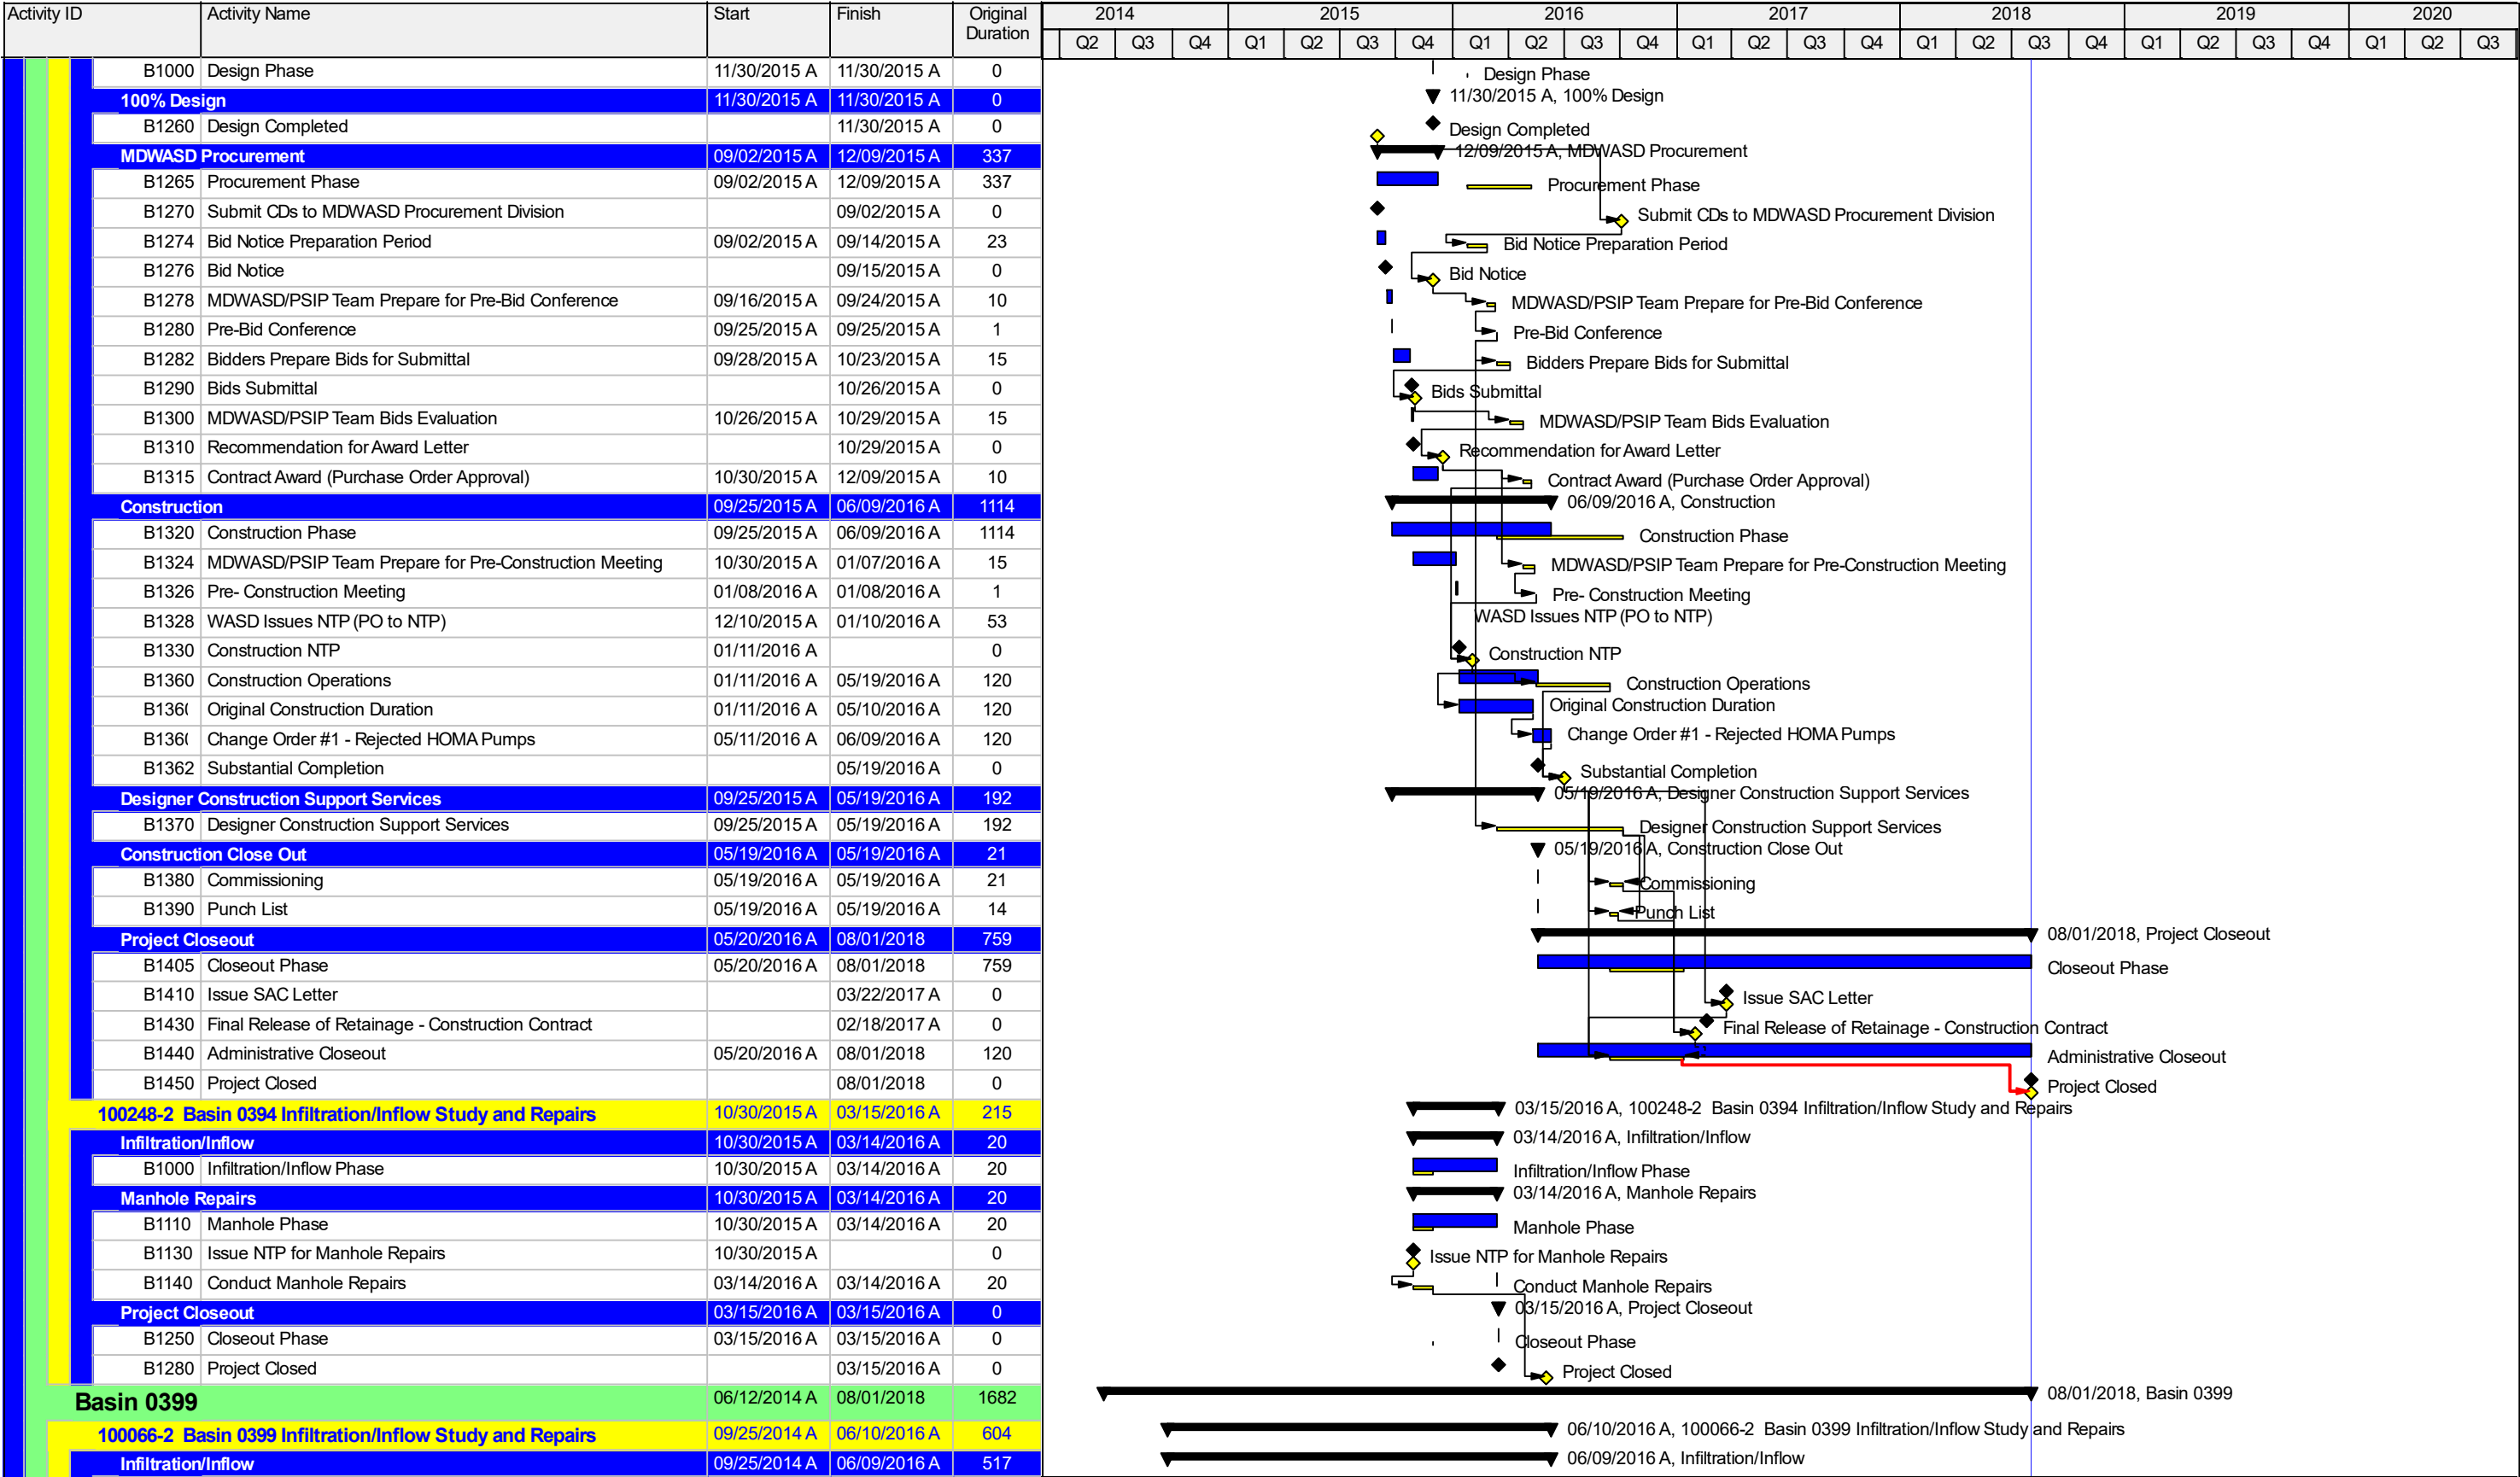 Activity ID Activity Name Start Finish Original Duration 2014 2015 2016 2017 2018 2019 2020
Q2 Q3 Q4 Q1 Q2 Q3 Q4 Q1 Q2 Q3 Q4 Q1 Q2 Q3 Q4 Q1 Q2 Q3 Q4 Q1 Q2 Q3 Q4 Q1 Q2 Q3
B1000 Design Phase 11/30/2015 A 11/30/2015 A 0 Design Phase
100% Design 11/30/2015 A 11/30/2015 A 0 11/30/2015 A, 100% Design
B1260 Design Completed 11/30/2015 A 0 Design Completed
MDWASD Procurement 09/02/2015 A 12/09/2015 A 337 12/09/2015 A, MDWASD Procurement
B1265 Procurement Phase 09/02/2015 A 12/09/2015 A 337 Procurement Phase
B1270 Submit CDs to MDWASD Procurement Division 09/02/2015 A 0 Submit CDs to MDWASD Procurement Division
B1274 Bid Notice Preparation Period 09/02/2015 A 09/14/2015 A 23 Bid Notice Preparation Period
B1276 Bid Notice 09/15/2015 A 0 Bid Notice
B1278 MDWASD/PSIP Team Prepare for Pre-Bid Conference 09/16/2015 A 09/24/2015 A 10 MDWASD/PSIP Team Prepare for Pre-Bid Conference
B1280 Pre-Bid Conference 09/25/2015 A 09/25/2015 A 1 Pre-Bid Conference
B1282 Bidders Prepare Bids for Submittal 09/28/2015 A 10/23/2015 A 15 Bidders Prepare Bids for Submittal
B1290 Bids Submittal 10/26/2015 A 0 Bids Submittal
B1300 MDWASD/PSIP Team Bids Evaluation 10/26/2015 A 10/29/2015 A 15 MDWASD/PSIP Team Bids Evaluation
B1310 Recommendation for Award Letter 10/29/2015 A 0 Recommendation for Award Letter
B1315 Contract Award (Purchase Order Approval) 10/30/2015 A 12/09/2015 A 10 Contract Award (Purchase Order Approval)
Construction 09/25/2015 A 06/09/2016 A 1114 06/09/2016 A, Construction
B1320 Construction Phase 09/25/2015 A 06/09/2016 A 1114 Construction Phase
B1324 MDWASD/PSIP Team Prepare for Pre-Construction Meeting 10/30/2015 A 01/07/2016 A 15 MDWASD/PSIP Team Prepare for Pre-Construction Meeting
B1326 Pre- Construction Meeting 01/08/2016 A 01/08/2016 A 1 Pre- Construction Meeting
B1328 WASD Issues NTP (PO to NTP) 12/10/2015 A 01/10/2016 A 53 WASD Issues NTP (PO to NTP)
B1330 Construction NTP 01/11/2016 A 0 Construction NTP
B1360 Construction Operations 01/11/2016 A 05/19/2016 A 120 Construction Operations
B136( Original Construction Duration 01/11/2016 A 05/10/2016 A 120 Original Construction Duration
B136( Change Order #1 - Rejected HOMA Pumps 05/11/2016 A 06/09/2016 A 120 Change Order #1 - Rejected HOMA Pumps
B1362 Substantial Completion 05/19/2016 A 0 Substantial Completion
Designer Construction Support Services 09/25/2015 A 05/19/2016 A 192 05/19/2016 A, Designer Construction Support Services
B1370 Designer Construction Support Services 09/25/2015 A 05/19/2016 A 192 Designer Construction Support Services
Construction Close Out 05/19/2016 A 05/19/2016 A 21 05/19/2016 A, Construction Close Out
B1380 Commissioning 05/19/2016 A 05/19/2016 A 21 Commissioning
B1390 Punch List 05/19/2016 A 05/19/2016 A 14 Punch List
Project Closeout 05/20/2016 A 08/01/2018 759 08/01/2018, Project Closeout
B1405 Closeout Phase 05/20/2016 A 08/01/2018 759 Closeout Phase
B1410 Issue SAC Letter 03/22/2017 A 0 Issue SAC Letter
B1430 Final Release of Retainage - Construction Contract 02/18/2017 A 0 Final Release of Retainage - Construction Contract
B1440 Administrative Closeout 05/20/2016 A 08/01/2018 120 Administrative Closeout
B1450 Project Closed 08/01/2018 0 Project Closed
100248-2 Basin 0394 Infiltration/Inflow Study and Repairs 10/30/2015 A 03/15/2016 A 215 03/15/2016 A, 100248-2 Basin 0394 Infiltration/Inflow Study and Repairs
Infiltration/Inflow 10/30/2015 A 03/14/2016 A 20 03/14/2016 A, Infiltration/Inflow
B1000 Infiltration/Inflow Phase 10/30/2015 A 03/14/2016 A 20 Infiltration/Inflow Phase
Manhole Repairs 10/30/2015 A 03/14/2016 A 20 03/14/2016 A, Manhole Repairs
B1110 Manhole Phase 10/30/2015 A 03/14/2016 A 20 Manhole Phase
B1130 Issue NTP for Manhole Repairs 10/30/2015 A 0 Issue NTP for Manhole Repairs
B1140 Conduct Manhole Repairs 03/14/2016 A 03/14/2016 A 20 Conduct Manhole Repairs
Project Closeout 03/15/2016 A 03/15/2016 A 0 03/15/2016 A, Project Closeout
B1250 Closeout Phase 03/15/2016 A 03/15/2016 A 0 Closeout Phase
B1280 Project Closed 03/15/2016 A 0 Project Closed
Basin 0399 06/12/2014 A 08/01/2018 1682 08/01/2018, Basin 0399
100066-2 Basin 0399 Infiltration/Inflow Study and Repairs 09/25/2014 A 06/10/2016 A 604 06/10/2016 A, 100066-2 Basin 0399 Infiltration/Inflow Study and Repairs
Infiltration/Inflow 09/25/2014 A 06/09/2016 A 517 06/09/2016 A, Infiltration/Inflow